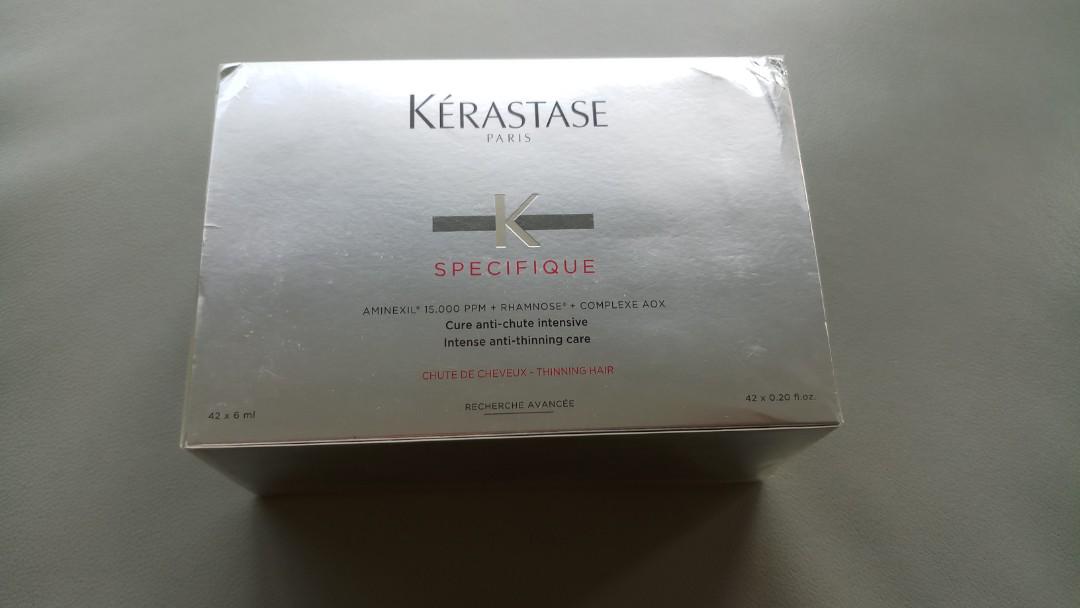 KÉRASTASE
PARIS
K
SPECIFIQUE
AMINEXIL® 15.000 PPM + RHAMNOSE® + COMPLEXE AOX
Cure anti-chute intensive
Intense anti-thinning care
CHUTE DE CHEVEUX - THINNING HAIR
RECHERCHE AVANCÉE
42 x 6 ml
42 x 0.20 fl.oz.